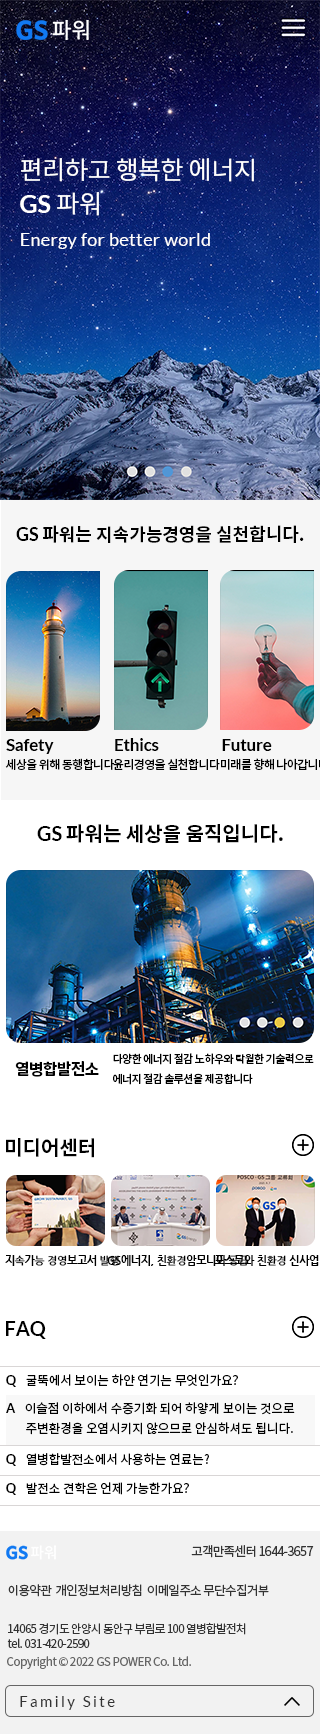 GS파워
편리하고 행복한 에너지
GS 파워
Energy for better world
GS 파워는 지속가능경영을 실천합니다.
Safety
세상을 위해 동행합니다
Ethics
윤리경영을 실천합니다
Future
미래를 향해 나아갑니
GS 파워는 세상을 움직입니다.
열병합발전소
다양한 에너지 절감 노하우와 탁월한 기술력으로
에너지 절감 솔루션을 제공합니다
미디어센터
지속가능 경영보고서
GS에너지, 친환경암모니
포스코와 친환경 신사업
FAQ
Q 굴뚝에서 보이는 하얀 연기는 무엇인가요?
A 이슬점 이하에서 수증기화 되어 하얗게 보이는 것으로
주변환경을 오염시키지 않으므로 안심하셔도 됩니다.
Q 열병합발전소에서 사용하는 연료는?
Q 발전소 견학은 언제 가능한가요?
GS파워
고객만족센터 1644-3657
이용약관 개인정보처리방침 이메일주소 무단수집거부
14065 경기도 안양시 동안구 부림로 100 열병합발전처
tel. 031-420-2590
Copyright © 2022 GS POWER Co. Ltd.
Family Site